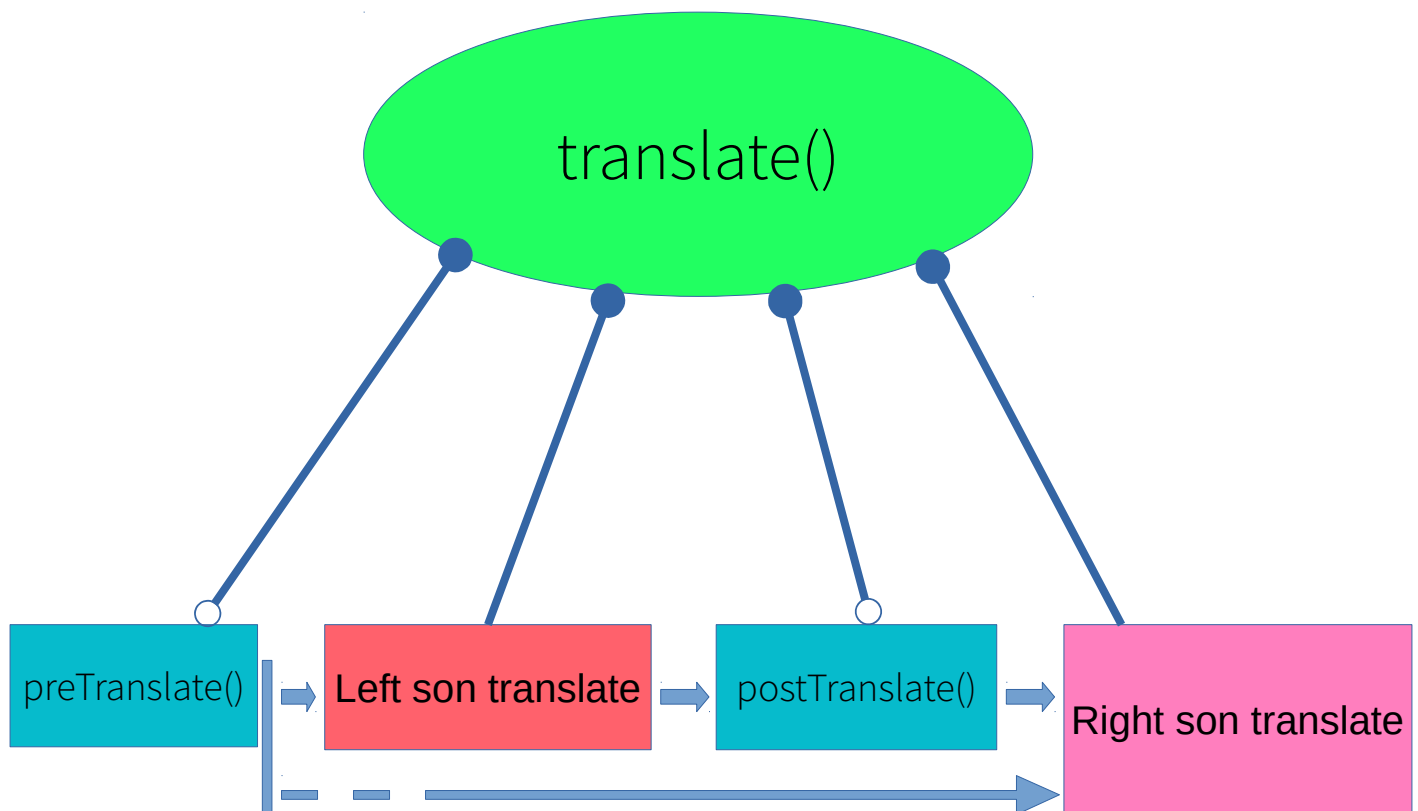 translate()
preTranslate()
Left son translate
postTranslate()
Right son translate